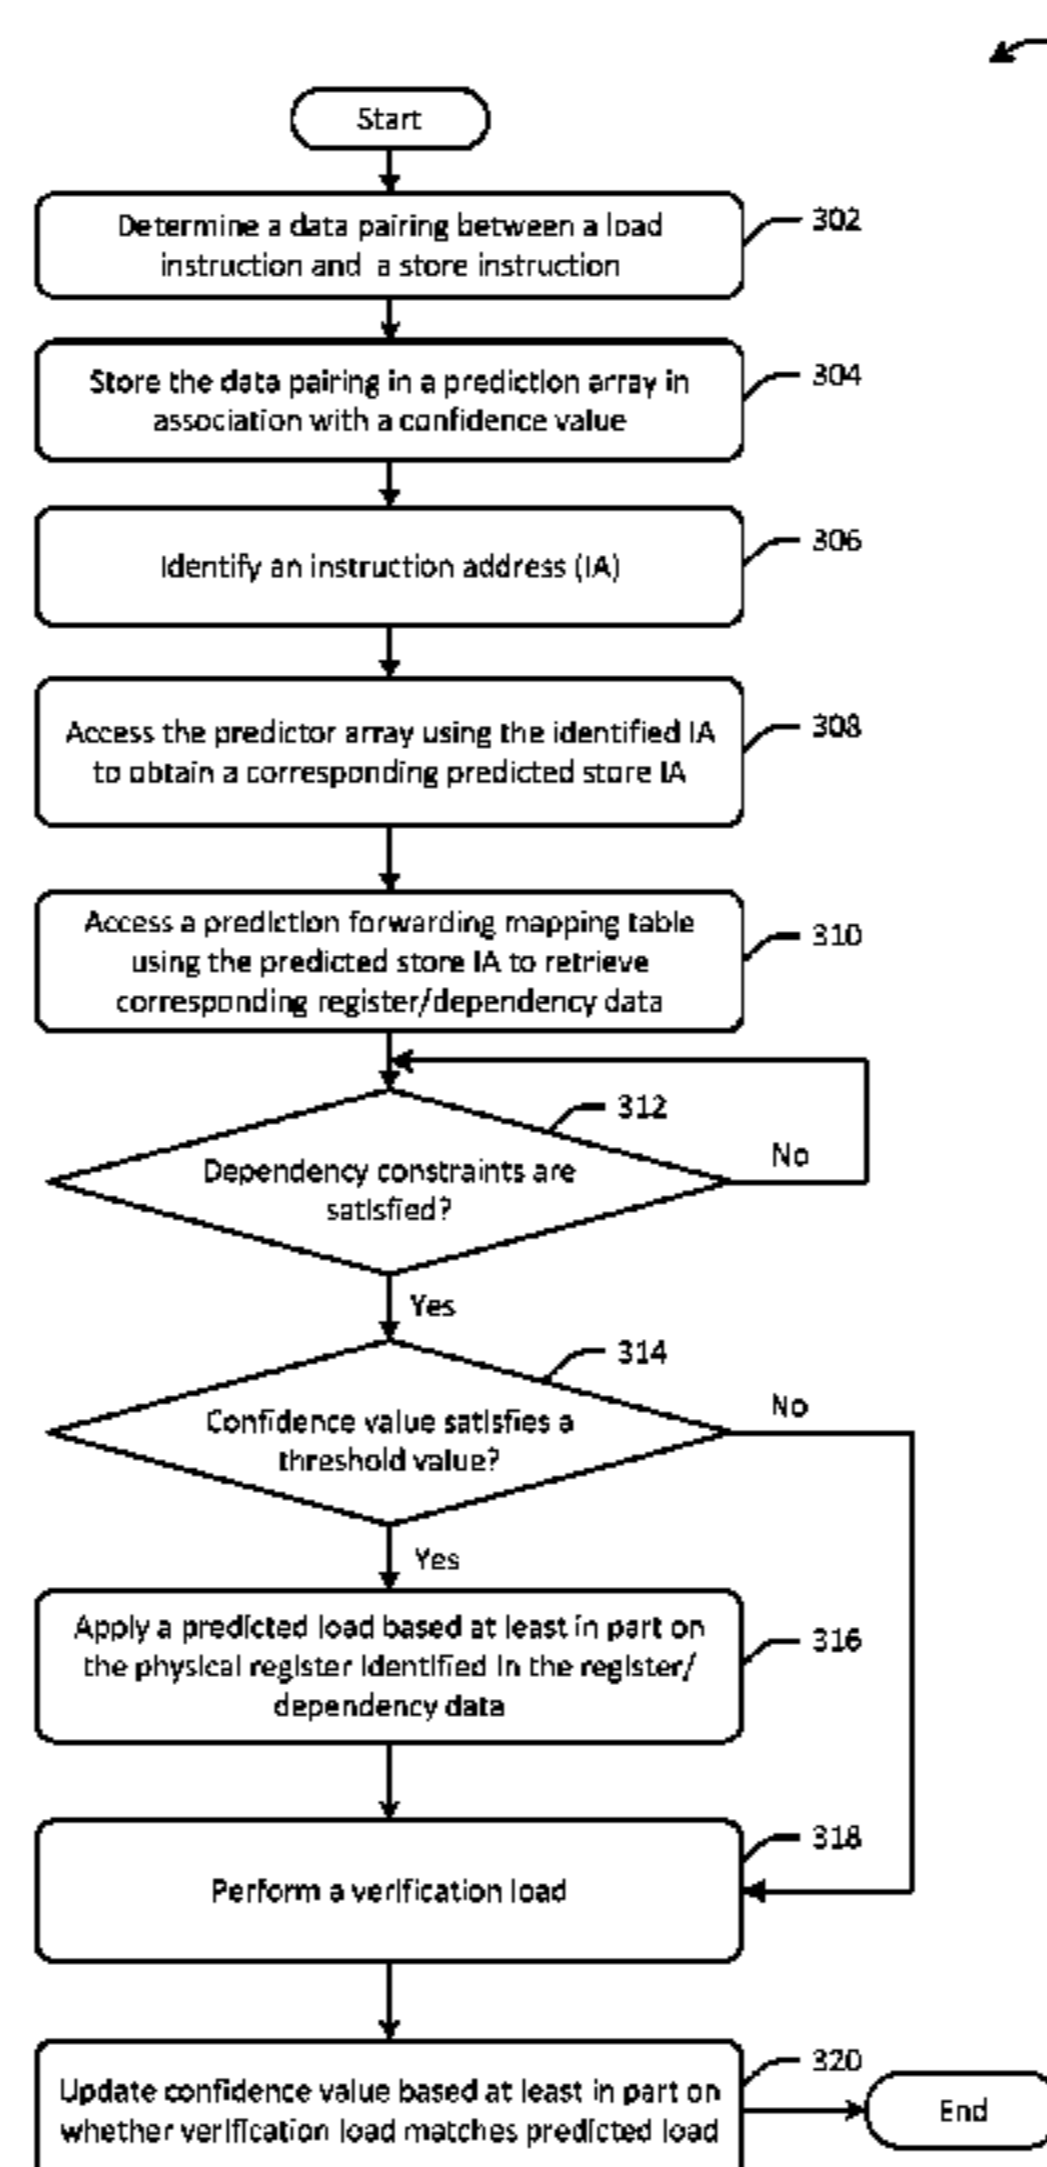 Start
Determine a data pairing between a load
instruction and a store instruction
302
Store the data pairing in a prediction array in
association with a confidence value
304
Identify an instruction address (IA)
306
Access the predictor array using the identified IA
to obtain a corresponding predicted store IA
308
Access a prediction forwarding mapping table
using the predicted store IA to retrieve
corresponding register/dependency data
310
312
Dependency constraints are
satisfied?
No
Yes
314
Confidence value satisfies a
threshold value?
No
Yes
Apply a predicted load based at least in part on
the physical register identified in the register/
dependency data
316
Perform a verification load
318
Update confidence value based at least in part on
whether verification load matches predicted load
320
End